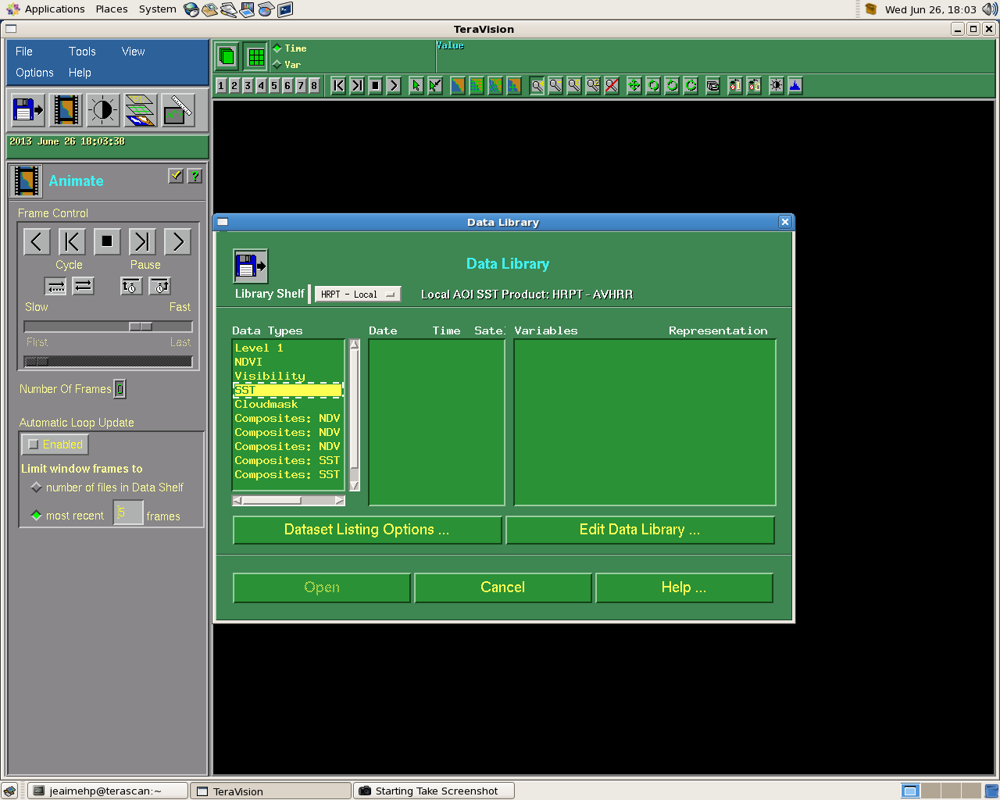 Applications Places System
Wed Jun 26, 18:03
TeraVision
File Tools View
Options Help
Time
Var
Value
1 2 3 4 5 6 7 8
2013 June 26 18:03:38
Animate
?
Frame Control
Cycle Pause
Slow Fast
First Last
Number Of Frames 0
Automatic Loop Update
Enabled
Limit window frames to
number of files in Data Shelf
most recent 5 frames
Data Library
Data Library
Library Shelf HRPT - Local Local AOI SST Product: HRPT - AVHRR
Data Types Date Time Satel Variables Representation
Level 1
NDVI
Visibility
SST
Cloudmask
Composites: NDV
Composites: NDV
Composites: NDV
Composites: SST
Composites: SST
Dataset Listing Options ... Edit Data Library ...
Open Cancel Help ...
jeaimehp@terascan:~ TeraVision Starting Take Screenshot